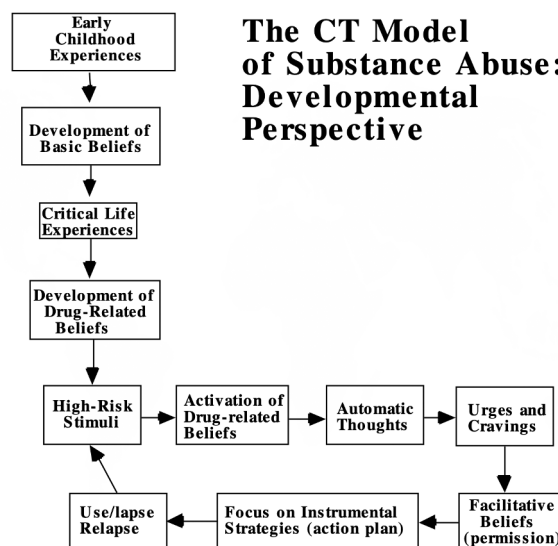 The CT Model
of Substance Abuse:
Developmental
Perspective
Early
Childhood
Experiences
Development of
Basic Beliefs
Critical Life
Experiences
Development of
Drug-Related
Beliefs
High-Risk
Stimuli
Activation of
Drug-related
Beliefs
Automatic
Thoughts
Urges and
Cravings
Facilitative
Beliefs
(permission)
Focus on Instrumental
Strategies (action plan)
Use/lapse
Relapse